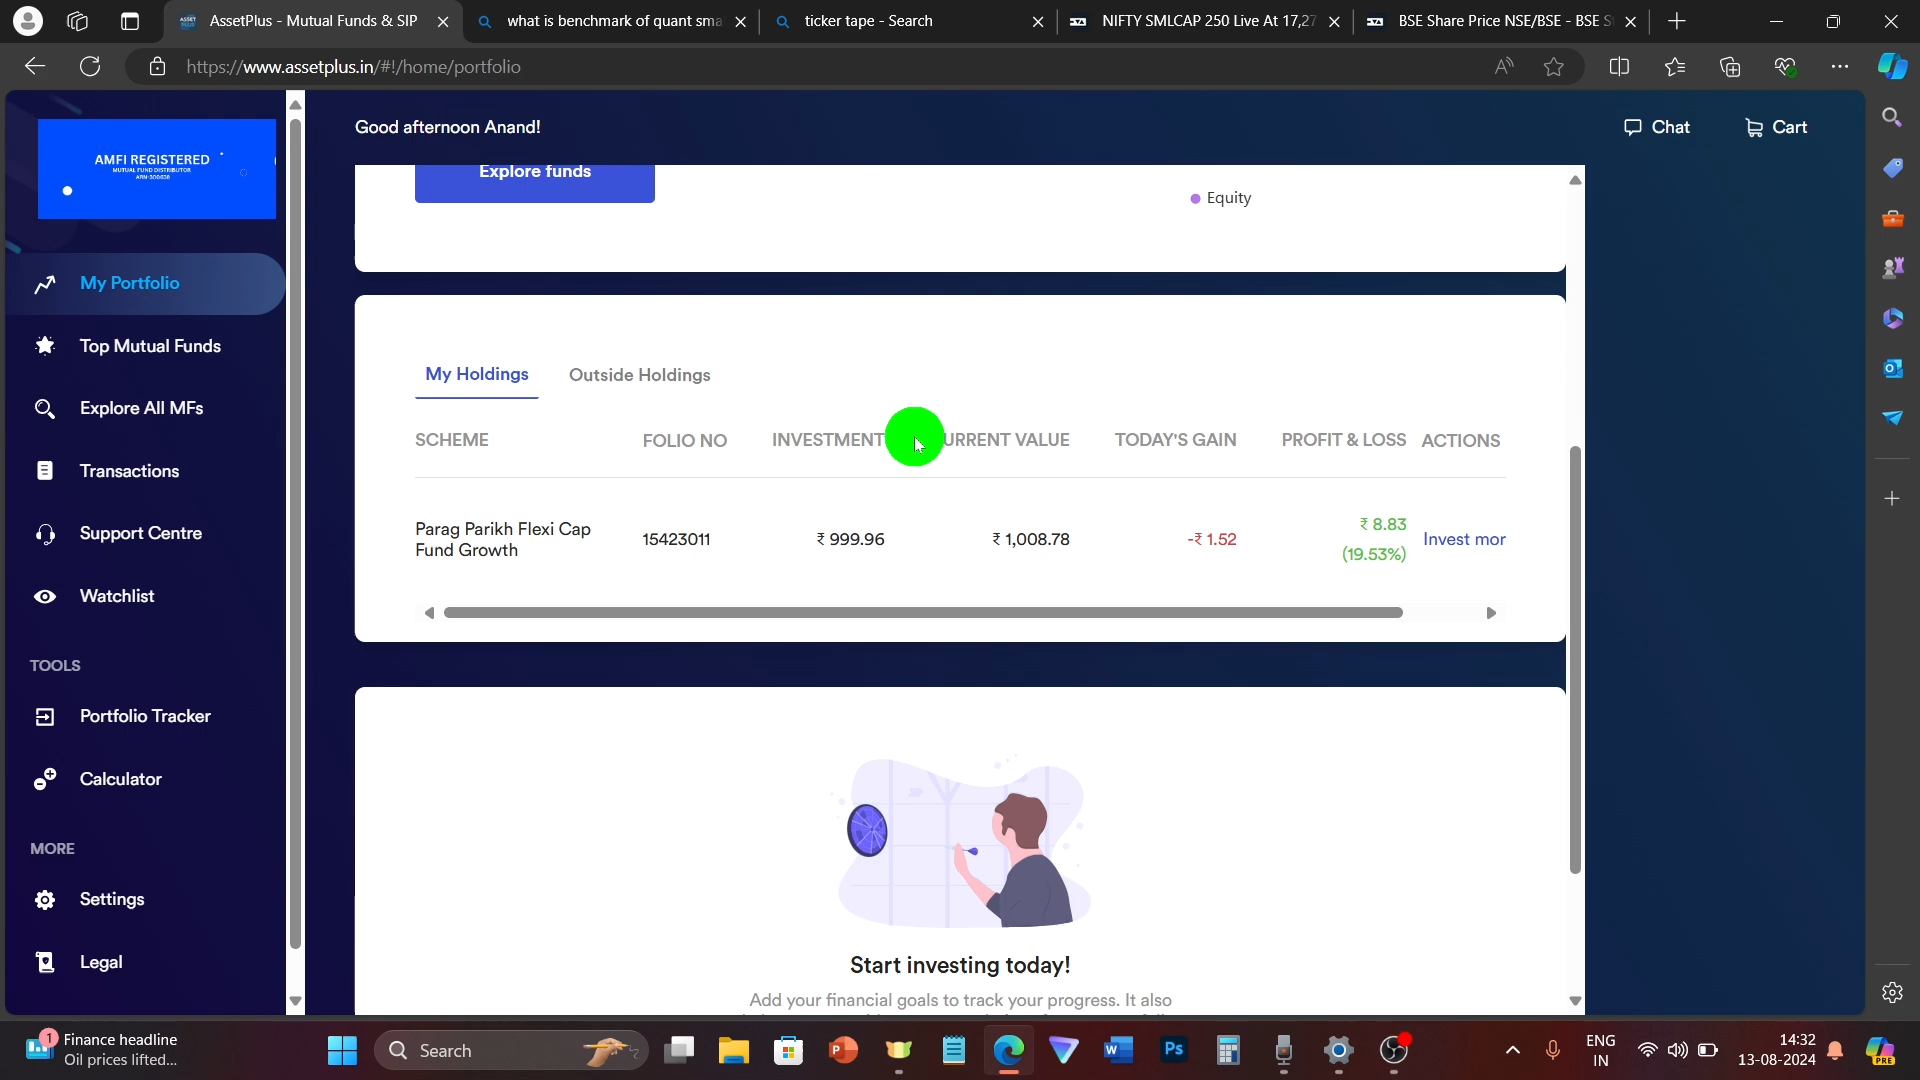 AssetPlus - Mutual Funds & SIP
what is benchmark of quant sma
ticker tape - Search
NIFTY SMLCAP 250 Live At 17,27
BSE Share Price NSE/BSE - BSE S
https://www.assetplus.in/#!/home/portfolio
AMFI REGISTERED
MUTUAL FUND DISTRIBUTOR
Good afternoon Anand!
Chat
Cart
Explore funds
Equity
My Portfolio
Top Mutual Funds
Explore All MFs
Transactions
Support Centre
Watchlist
TOOLS
Portfolio Tracker
Calculator
MORE
Settings
Legal
My Holdings
Outside Holdings
SCHEME
FOLIO NO
INVESTMENT
URRENT VALUE
TODAY'S GAIN
PROFIT & LOSS
ACTIONS
Parag Parikh Flexi Cap
Fund Growth
15423011
₹ 999.96
₹ 1,008.78
-₹ 1.52
₹ 8.83
(19.53%)
Invest mor
Start investing today!
Add your financial goals to track your progress. It also
1
Finance headline
Oil prices lifted...
Search
ENG
IN
14:32
13-08-2024